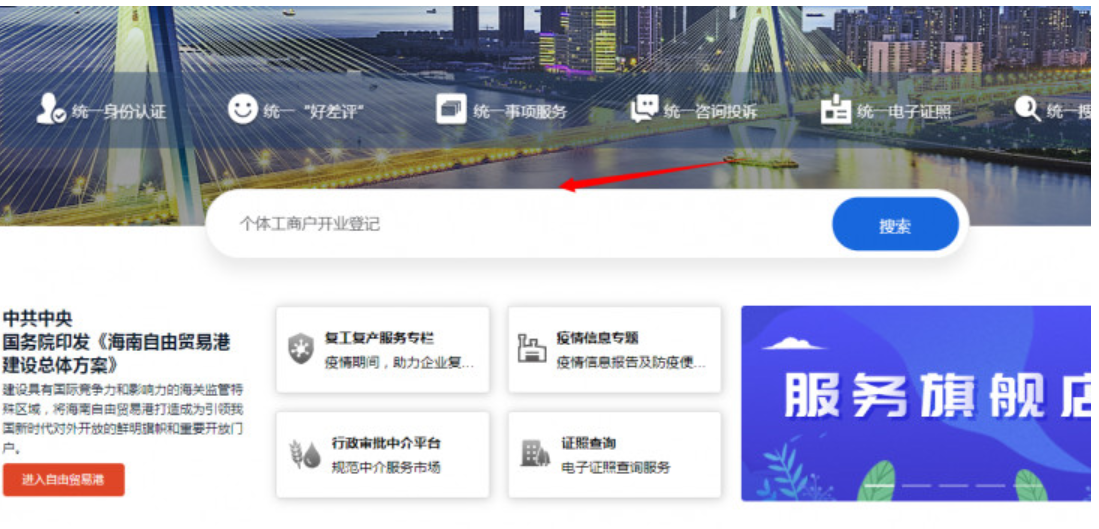 统一身份认证
统一 "好差评"
统一事项服务
统一咨询投诉
统一电子证照
统一搜
个体工商户开业登记
搜索
中共中央
国务院印发《海南自由贸易港
建设总体方案》
建设具有国际竞争力和影响力的海关监管特
殊区域，将海南自由贸易港打造成为引领我
国新时代对外开放的鲜明旗帜和重要开放门
户。
进入自由贸易港
复工复产服务专栏
疫情期间，助力企业复...
疫情信息专题
疫情信息报告及防疫便...
行政审批中介平台
规范中介服务市场
证照查询
电子证照查询服务
服务旗舰店